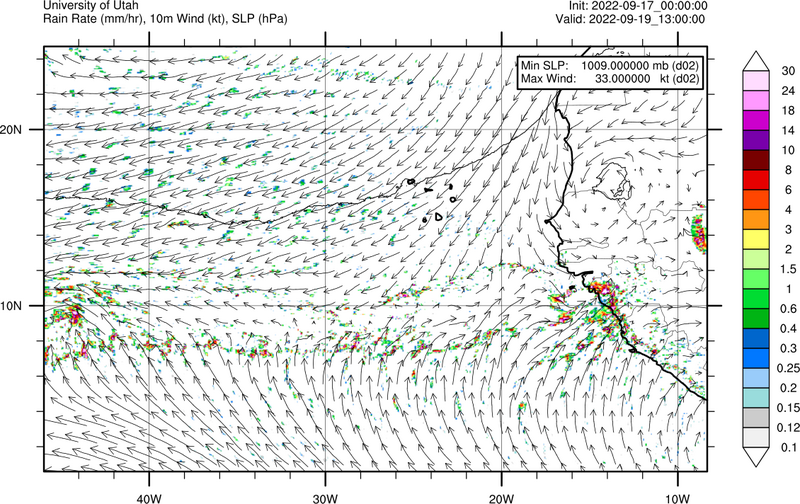 University of Utah
Init: 2022-09-17_00:00:00
Rain Rate (mm/hr), 10m Wind (kt), SLP (hPa)
Valid: 2022-09-19_13:00:00
Min SLP: 1009.000000 mb (d02)
Max Wind: 33.000000 kt (d02)
20N
10N
40W
30W
20W
10W
30
24
18
14
10
8
6
4
3
2
1.5
1
0.6
0.4
0.3
0.25
0.2
0.15
0.12
0.1